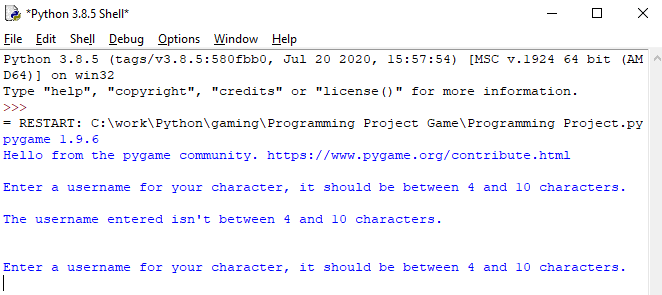 *Python 3.8.5 Shell*
File Edit Shell Debug Options Window Help
Python 3.8.5 (tags/v3.8.5:580fbb0, Jul 20 2020, 15:57:54) [MSC v.1924 64 bit (AM
D64)] on win32
Type "help", "copyright", "credits" or "license()" for more information.
>>>
= RESTART: C:\work\Python\gaming\Programming Project Game\Programming Project.py
pygame 1.9.6
Hello from the pygame community. https://www.pygame.org/contribute.html
Enter a username for your character, it should be between 4 and 10 characters.
The username entered isn't between 4 and 10 characters.
Enter a username for your character, it should be between 4 and 10 characters.